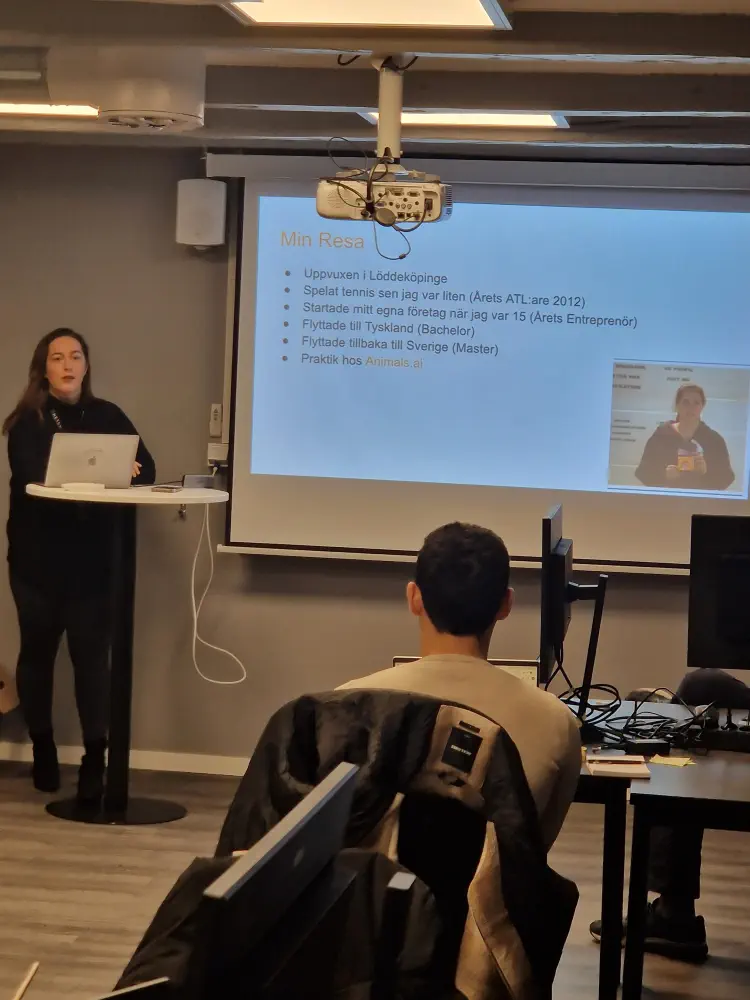 Min Resa
Uppvuxen i Löddeköpinge
Spelat tennis sen jag var liten (Årets ATL:are 2012)
Startade mitt egna företag när jag var 15 (Årets Entreprenör)
Flyttade till Tyskland (Bachelor)
Flyttade tillbaka till Sverige (Master)
Praktik hos Animals.ai